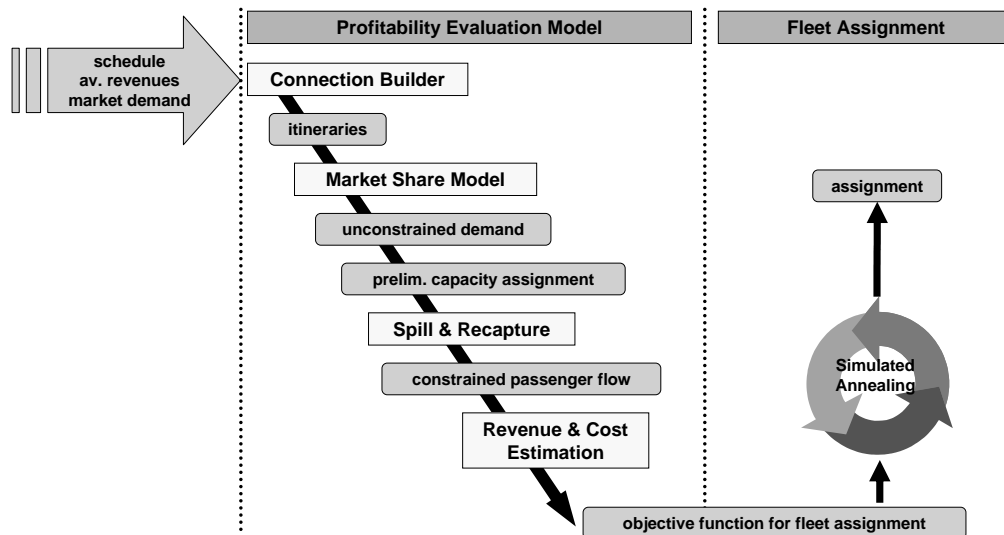 Profitability Evaluation Model
Fleet Assignment
schedule
av. revenues
market demand
Connection Builder
itineraries
Market Share Model
assignment
unconstrained demand
prelim. capacity assignment
Spill & Recapture
Simulated
Annealing
constrained passenger flow
Revenue & Cost
Estimation
objective function for fleet assignment